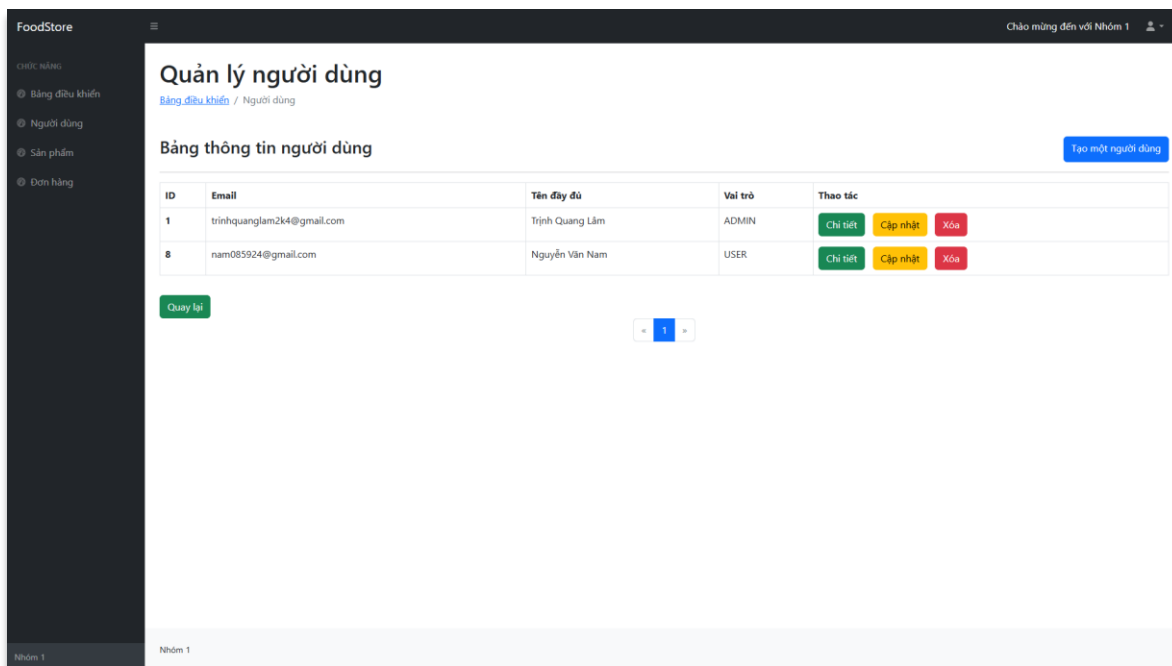 FoodStore
Chào mừng đến với Nhóm 1
CHỨC NĂNG
Bảng điều khiển
Người dùng
Sản phẩm
Đơn hàng
Quản lý người dùng
Bảng điều khiển / Người dùng
Bảng thông tin người dùng
Tạo một người dùng
ID Email Tên đầy đủ Vai trò Thao tác
1 trinhquanglam2k4@gmail.com Trịnh Quang Lâm ADMIN Chi tiết Cập nhật Xóa
8 nam085924@gmail.com Nguyễn Văn Nam USER Chi tiết Cập nhật Xóa
Quay lại
« 1 »
Nhóm 1
Nhóm 1